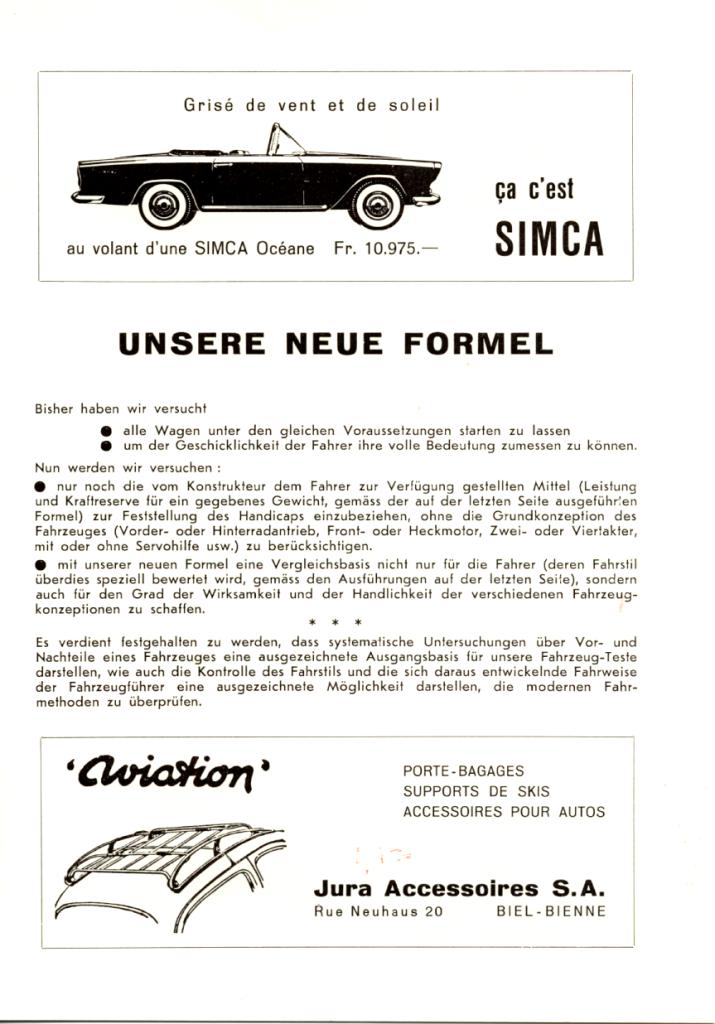 Grisé de vent et de soleil
ça c'est
SIMCA
au volant d'une SIMCA Océane Fr. 10.975.—
UNSERE NEUE FORMEL
Bisher haben wir versucht
● alle Wagen unter den gleichen Voraussetzungen starten zu lassen
● um der Geschicklichkeit der Fahrer ihre volle Bedeutung zumessen zu können.
Nun werden wir versuchen :
● nur noch die vom Konstrukteur dem Fahrer zur Verfügung gestellten Mittel (Leistung
und Kraftreserve für ein gegebenes Gewicht, gemäss der auf der letzten Seite ausgeführten
Formel) zur Feststellung des Handicaps einzubeziehen, ohne die Grundkonzeption des
Fahrzeuges (Vorder- oder Hinterradantrieb, Front- oder Heckmotor, Zwei- oder Viertakter,
mit oder ohne Servohilfe usw.) zu berücksichtigen.
● mit unserer neuen Formel eine Vergleichsbasis nicht nur für die Fahrer (deren Fahrstil
überdies speziell bewertet wird, gemäss den Ausführungen auf der letzten Seite), sondern
auch für den Grad der Wirksamkeit und der Handlichkeit der verschiedenen Fahrzeug-
konzeptionen zu schaffen.
* * *
Es verdient festgehalten zu werden, dass systematische Untersuchungen über Vor- und
Nachteile eines Fahrzeuges eine ausgezeichnete Ausgangsbasis für unsere Fahrzeug-Teste
darstellen, wie auch die Kontrolle des Fahrstils und die sich daraus entwickelnde Fahrweise
der Fahrzeugführer eine ausgezeichnete Möglichkeit darstellen, die modernen Fahr-
methoden zu überprüfen.
'Aviation'
PORTE-BAGAGES
SUPPORTS DE SKIS
ACCESSOIRES POUR AUTOS
Jura Accessoires S.A.
Rue Neuhaus 20 BIEL-BIENNE